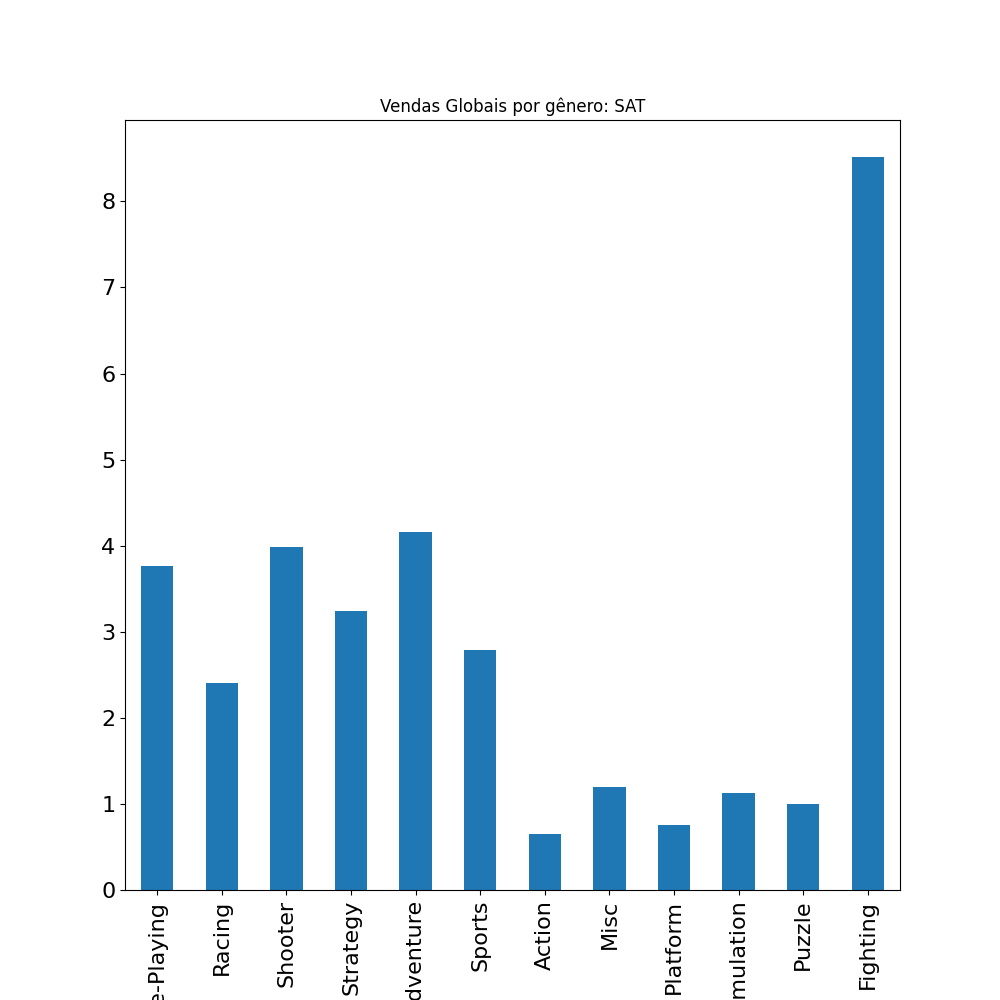 Vendas Globais por gênero: SAT
8
7
6
5
4
3
2
1
0
e-Playing
Racing
Shooter
Strategy
dventure
Sports
Action
Misc
Platform
mulation
Puzzle
Fighting